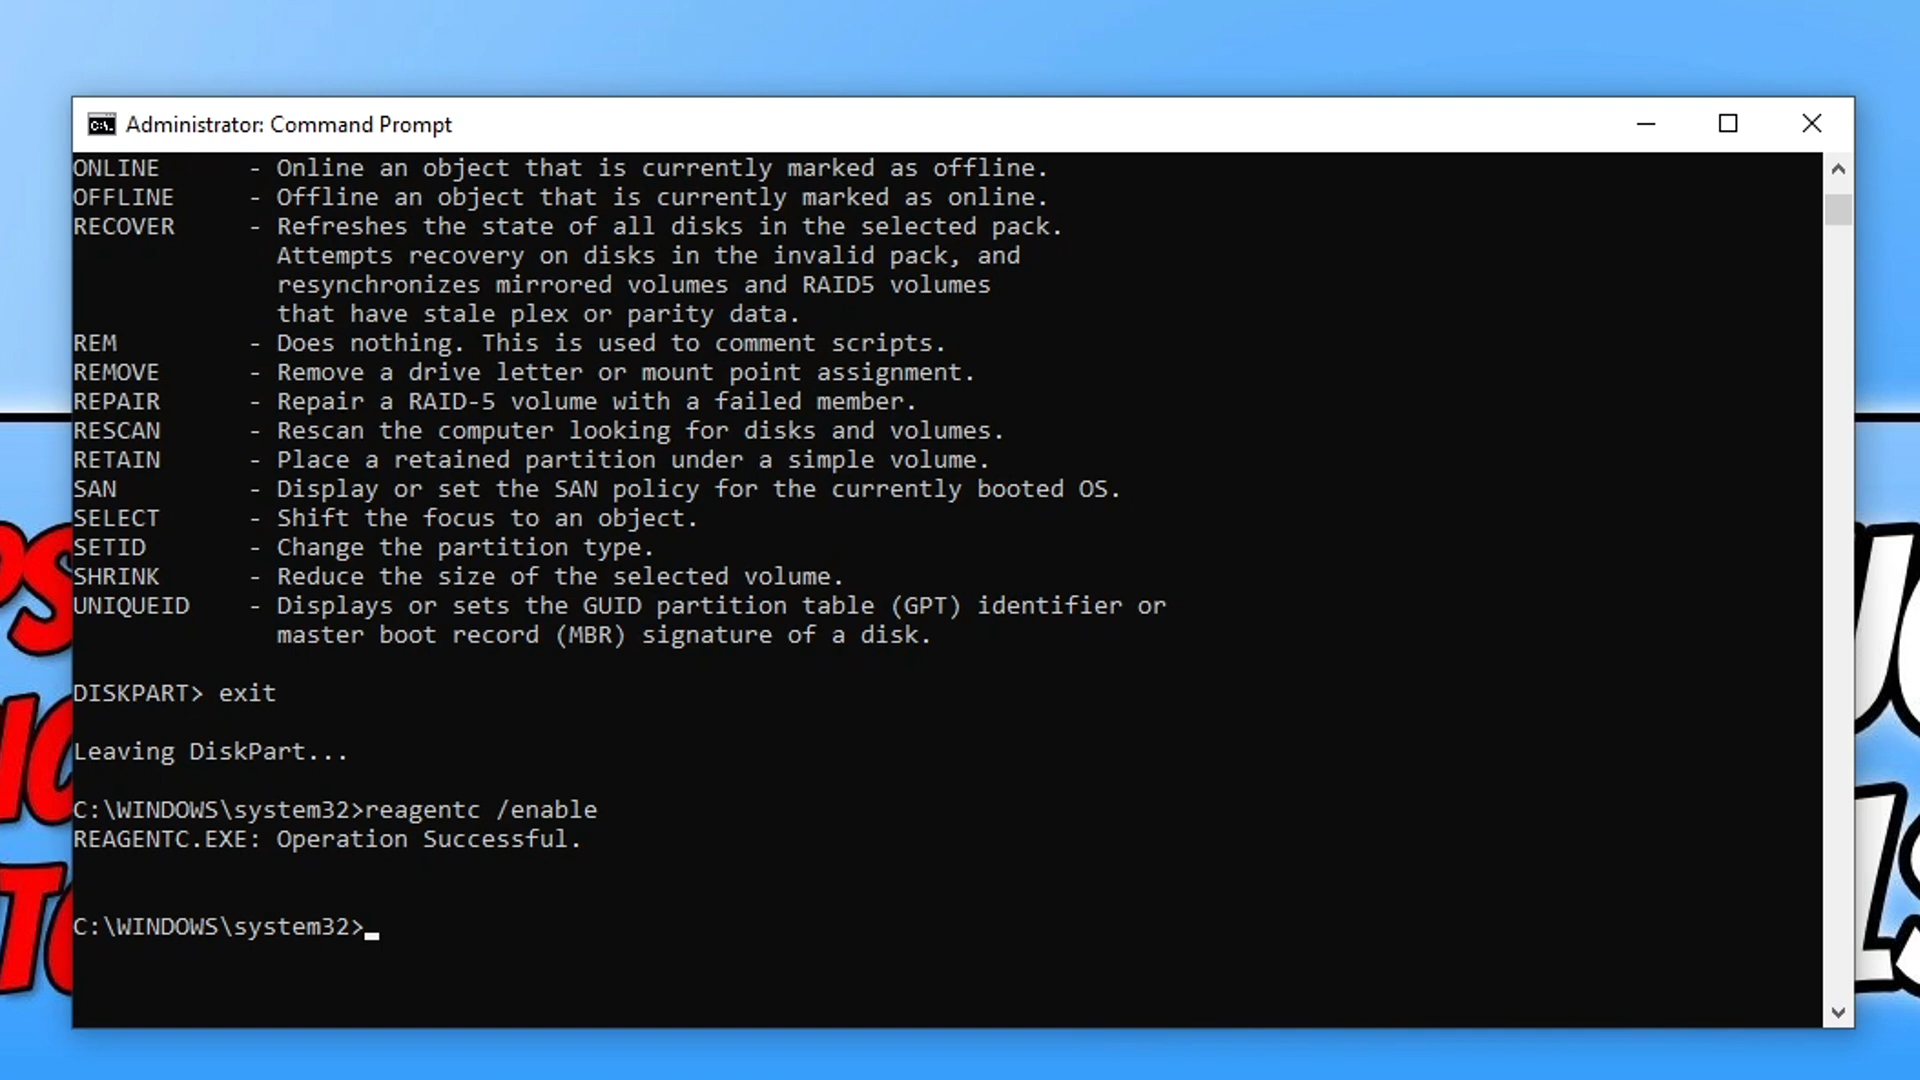 Administrator: Command Prompt
ONLINE - Online an object that is currently marked as offline.
OFFLINE - Offline an object that is currently marked as online.
RECOVER - Refreshes the state of all disks in the selected pack.
Attempts recovery on disks in the invalid pack, and
resynchronizes mirrored volumes and RAID5 volumes
that have stale plex or parity data.
REM - Does nothing. This is used to comment scripts.
REMOVE - Remove a drive letter or mount point assignment.
REPAIR - Repair a RAID-5 volume with a failed member.
RESCAN - Rescan the computer looking for disks and volumes.
RETAIN - Place a retained partition under a simple volume.
SAN - Display or set the SAN policy for the currently booted OS.
SELECT - Shift the focus to an object.
SETID - Change the partition type.
SHRINK - Reduce the size of the selected volume.
UNIQUEID - Displays or sets the GUID partition table (GPT) identifier or
master boot record (MBR) signature of a disk.
DISKPART> exit
Leaving DiskPart...
C:\WINDOWS\system32>reagentc /enable
REAGENTC.EXE: Operation Successful.
C:\WINDOWS\system32>